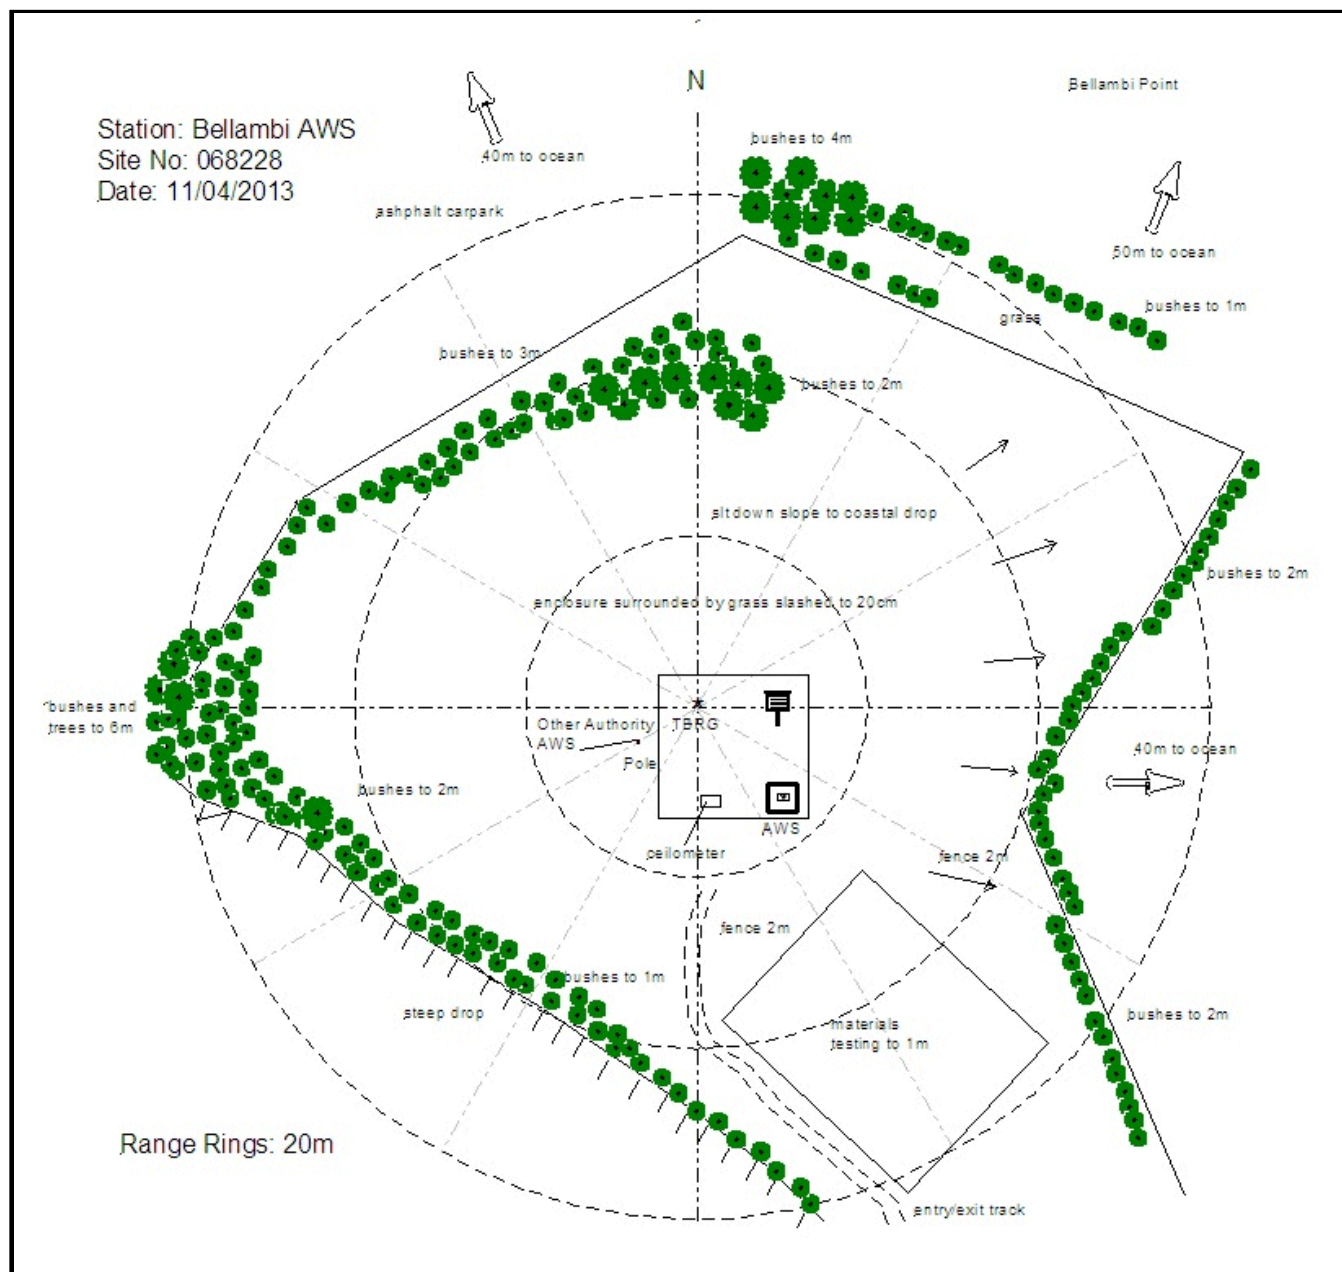 N
Bellambi Point
Station: Bellambi AWS
Site No: 068228
Date: 11/04/2013
40m to ocean
bushes to 4m
ashphalt carpark
50m to ocean
bushes to 1m
grass
bushes to 3m
bushes to 2m
slt down slope to coastal drop
bushes to 2m
enclosure surrounded by grass slashed to 20cm
bushes and
trees to 6m
Other Authority
AWS
TBRG
Pole
40m to ocean
bushes to 2m
AWS
ceilometer
fence 2m
fence 2m
bushes to 1m
steep drop
materials
testing to 1m
bushes to 2m
Range Rings: 20m
entry/exit track